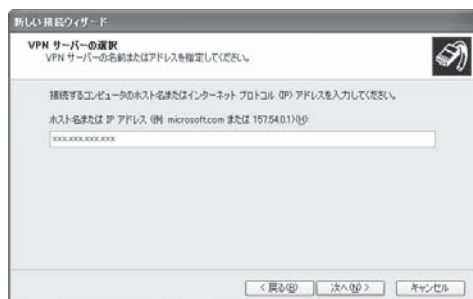 新しい接続ウィザード
VPN サーバーの選択
VPN サーバーの名前またはアドレスを指定してください。
接続するコンピュータのホスト名またはインターネット プロトコル (IP) アドレスを入力してください。
ホスト名または IP アドレス (例: microsoft.com または 157.54.0.1)(H):
xxx.xxx.xxx.xxx
< 戻る(B)
次へ(N) >
キャンセル